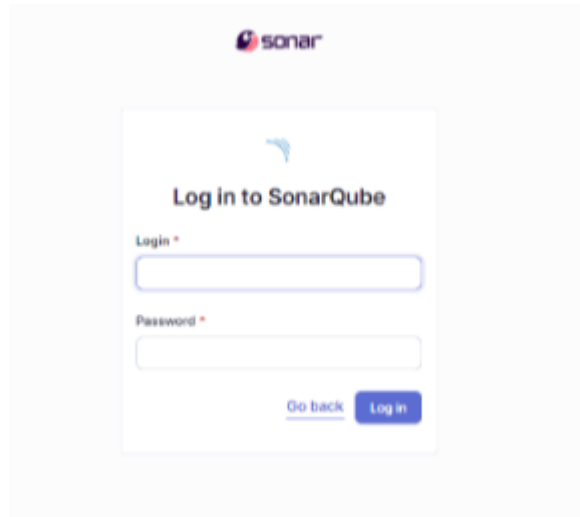 sonar
Log in to SonarQube
Login *
Password *
Go back Log in